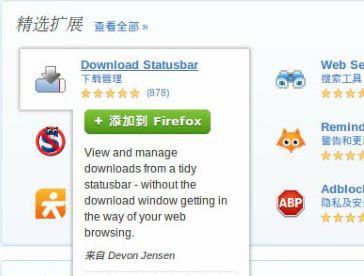 精选扩展 查看全部 »
Download Statusbar
下载管理
(878)
+ 添加到 Firefox
View and manage
downloads from a tidy
statusbar - without the
download window getting in
the way of your web
browsing.
来自 Devon Jensen
Web Se
搜索工具
Remind
警告和更
Adbloc
隐私及安
ABP